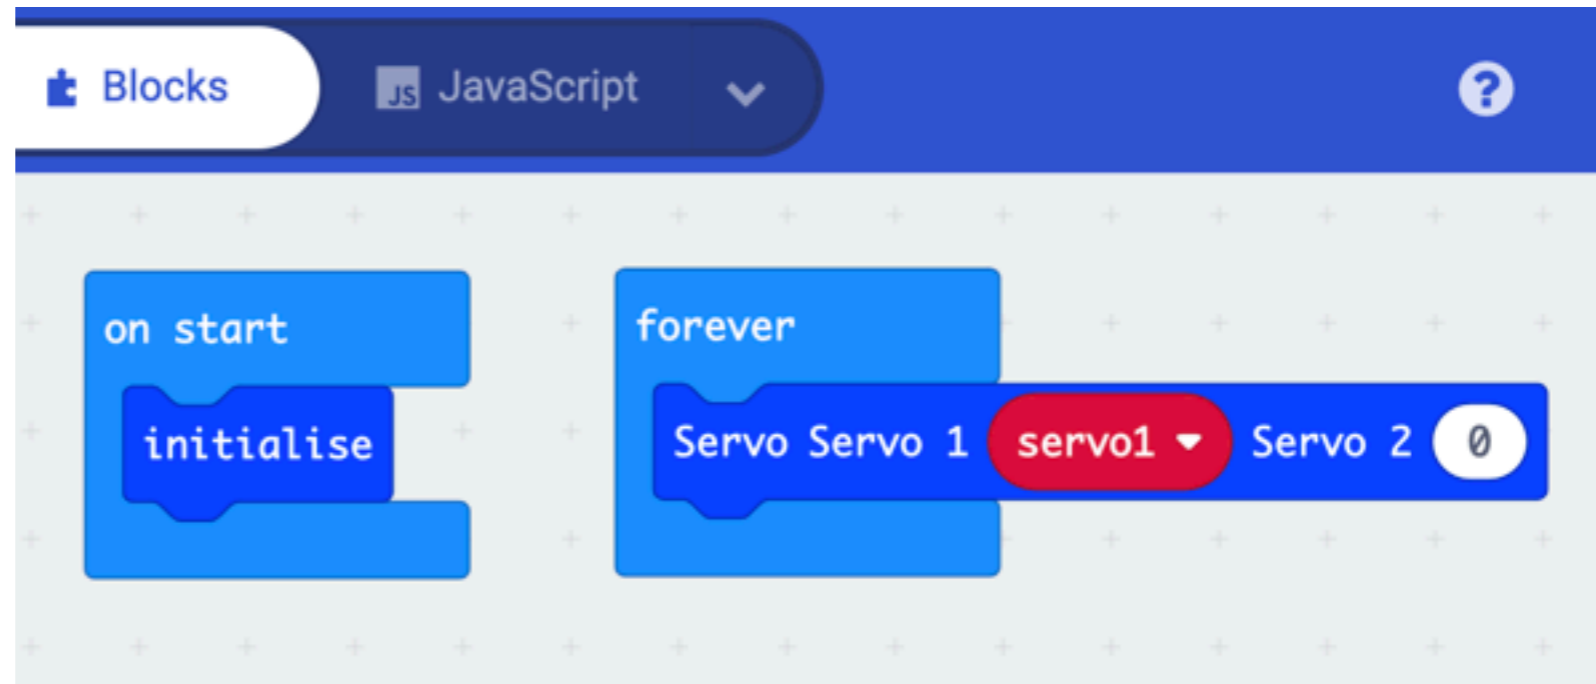 Blocks
JS JavaScript
?
on start
initialise
forever
Servo Servo 1 servo1 Servo 2 0